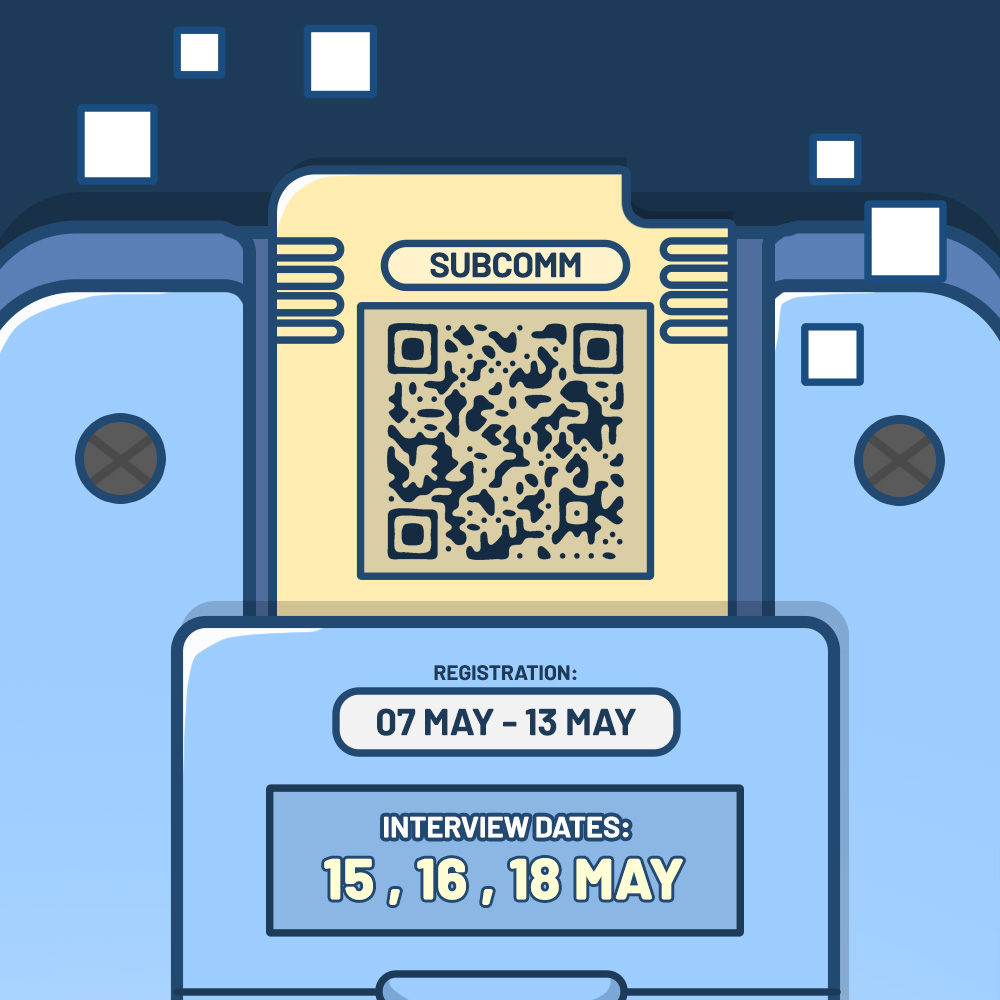 SUBCOMM
REGISTRATION:
07 MAY - 13 MAY
INTERVIEW DATES:
15 , 16 , 18 MAY